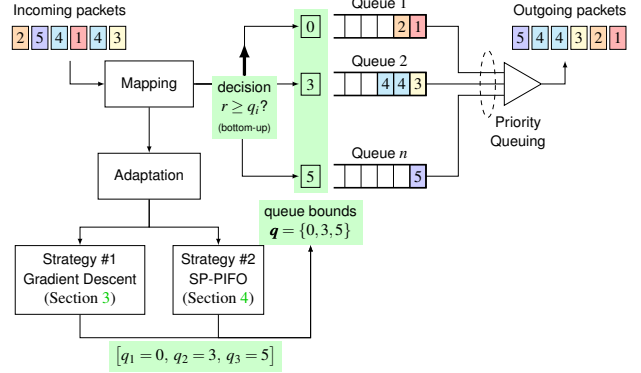 Incoming packets
2 5 4 1 4 3
Mapping
decision
r ≥ qᵢ?
(bottom-up)
0
3
5
Queue 1
2 1
Queue 2
4 4 3
Queue n
5
Outgoing packets
5 4 4 3 2 1
Priority
Queuing
Adaptation
queue bounds
q = {0, 3, 5}
Strategy #1
Gradient Descent
(Section 3)
Strategy #2
SP-PIFO
(Section 4)
[q₁ = 0, q₂ = 3, q₃ = 5]